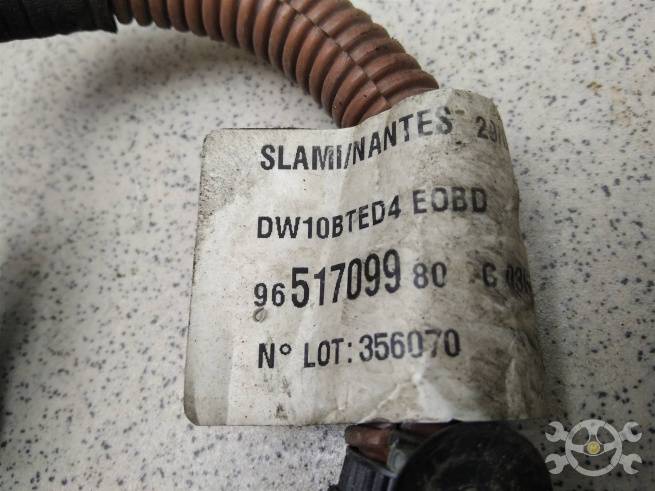 SLAMI/NANTES
DW10BTED4 EOBD
96 517099 80 C
N° LOT: 356070